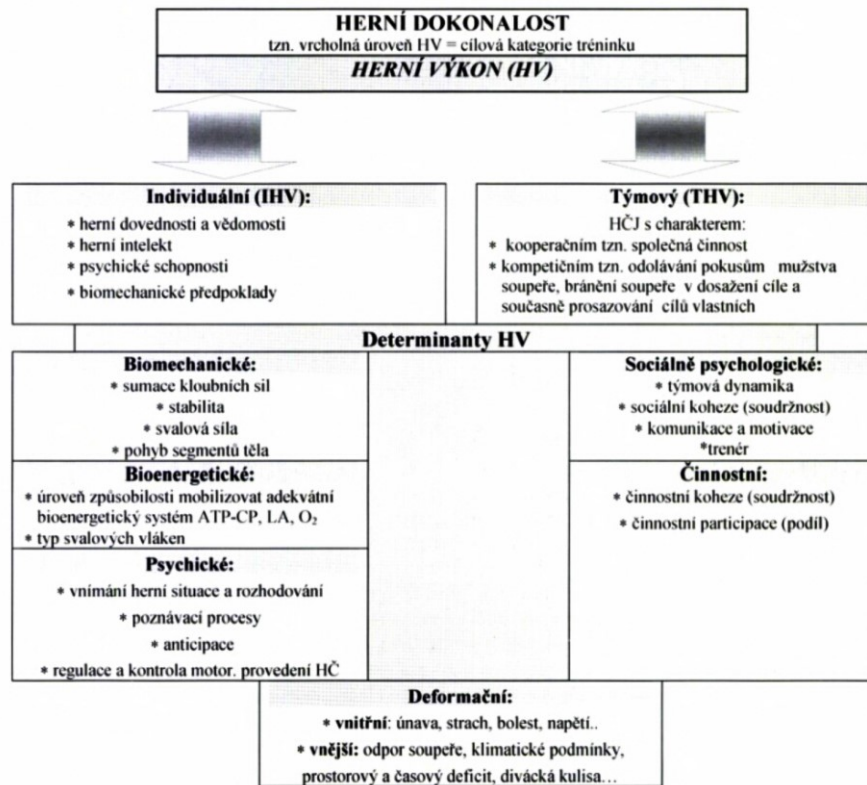 HERNÍ DOKONALOST
tzn. vrcholná úroveň HV = cílová kategorie tréninku
HERNÍ VÝKON (HV)
Individuální (IHV):
* herní dovednosti a vědomosti
* herní intelekt
* psychické schopnosti
* biomechanické předpoklady
Týmový (THV):
HČJ s charakterem:
* kooperačním tzn. společná činnost
* kompetičním tzn. odolávání pokusům mužstva
soupeře, bránění soupeře v dosažení cíle a
současně prosazování cílů vlastních
Determinanty HV
Biomechanické:
* sumace kloubních sil
* stabilita
* svalová síla
* pohyb segmentů těla
Bioenergetické:
* úroveň způsobilosti mobilizovat adekvátní
bioenergetický systém ATP-CP, LA, O₂
* typ svalových vláken
Psychické:
* vnímání herní situace a rozhodování
* poznávací procesy
* anticipace
* regulace a kontrola motor. provedení HČ
Sociálně psychologické:
* týmová dynamika
* sociální koheze (soudržnost)
* komunikace a motivace
*trenér
Činnostní:
* činnostní koheze (soudržnost)
* činnostní participace (podíl)
Deformační:
* vnitřní: únava, strach, bolest, napětí..
* vnější: odpor soupeře, klimatické podmínky,
prostorový a časový deficit, divácká kulisa…